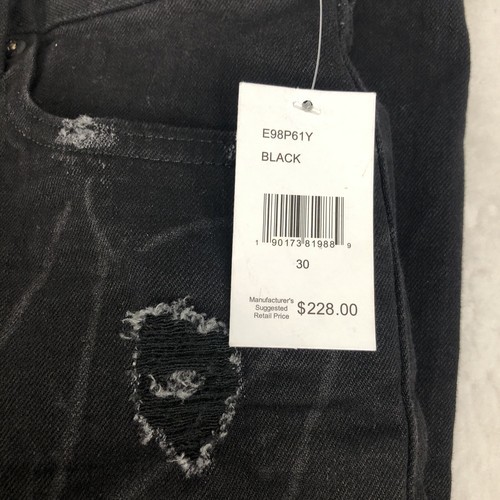 E98P61Y
BLACK
1 90173 81988 9
30
Manufacturer's
Suggested
Retail Price
$228.00